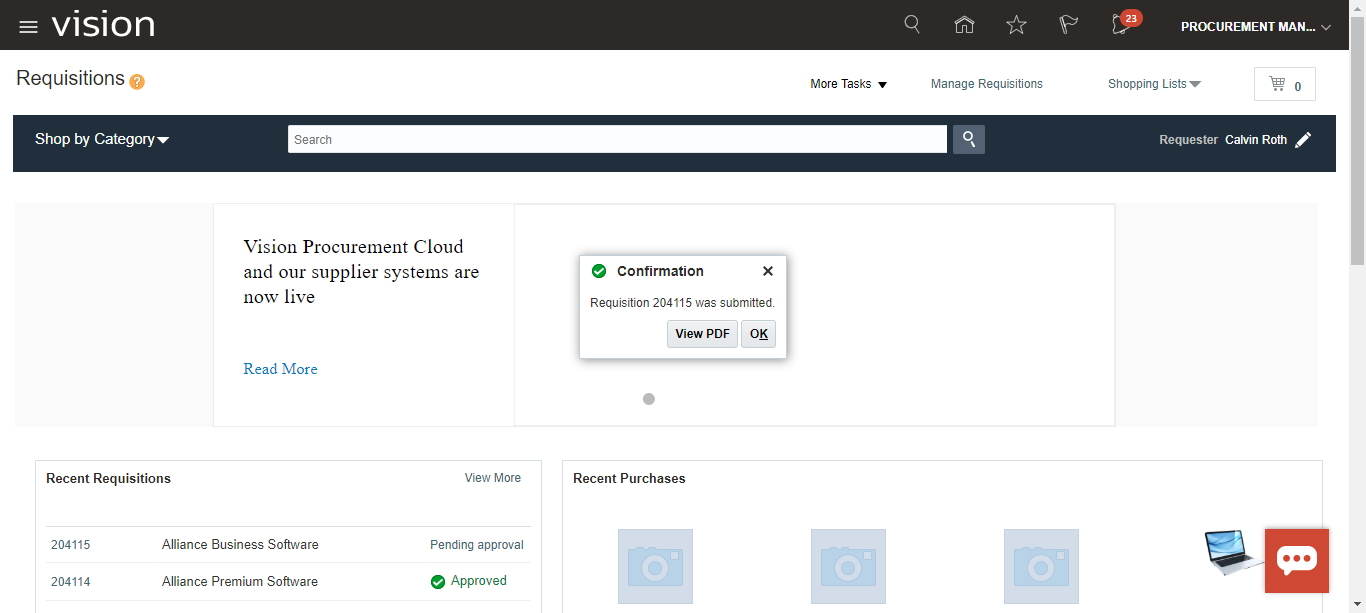 vision
23
PROCUREMENT MAN...
Requisitions ?
More Tasks
Manage Requisitions
Shopping Lists
0
Shop by Category
Search
Requester Calvin Roth
Vision Procurement Cloud
and our supplier systems are
now live
Read More
Confirmation
Requisition 204115 was submitted.
View PDF
OK
Recent Requisitions
View More
204115 Alliance Business Software Pending approval
204114 Alliance Premium Software Approved
Recent Purchases